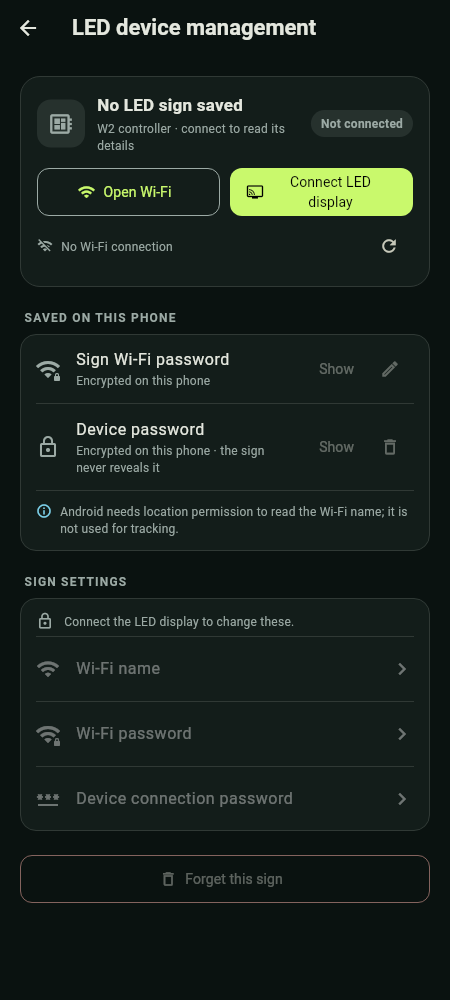 LED device management
No LED sign saved
W2 controller · connect to read its
details
Not connected
Open Wi-Fi
Connect LED
display
No Wi-Fi connection
SAVED ON THIS PHONE
Sign Wi-Fi password
Encrypted on this phone
Show
Device password
Encrypted on this phone · the sign
never reveals it
Show
Android needs location permission to read the Wi-Fi name; it is
not used for tracking.
SIGN SETTINGS
Connect the LED display to change these.
Wi-Fi name
Wi-Fi password
Device connection password
Forget this sign